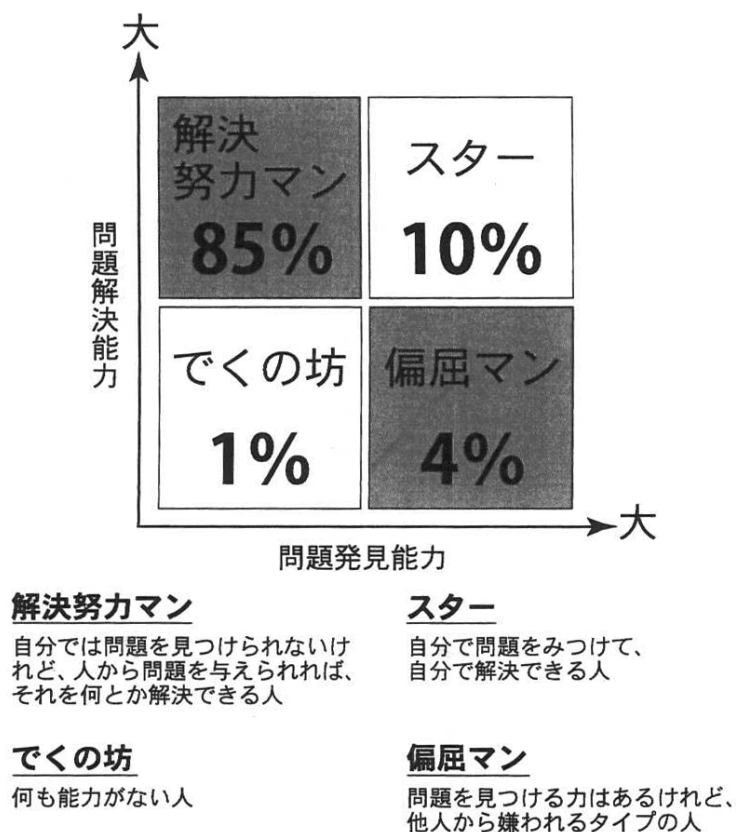 大
解決
努力マン
85%
スター
10%
問題解決能力
でくの坊
1%
偏屈マン
4%
大
問題発見能力
解決努力マン
自分では問題を見つけられないけ
れど、人から問題を与えられれば、
それを何とか解決できる人
スター
自分で問題をみつけて、
自分で解決できる人
でくの坊
何も能力がない人
偏屈マン
問題を見つける力はあるけれど、
他人から嫌われるタイプの人